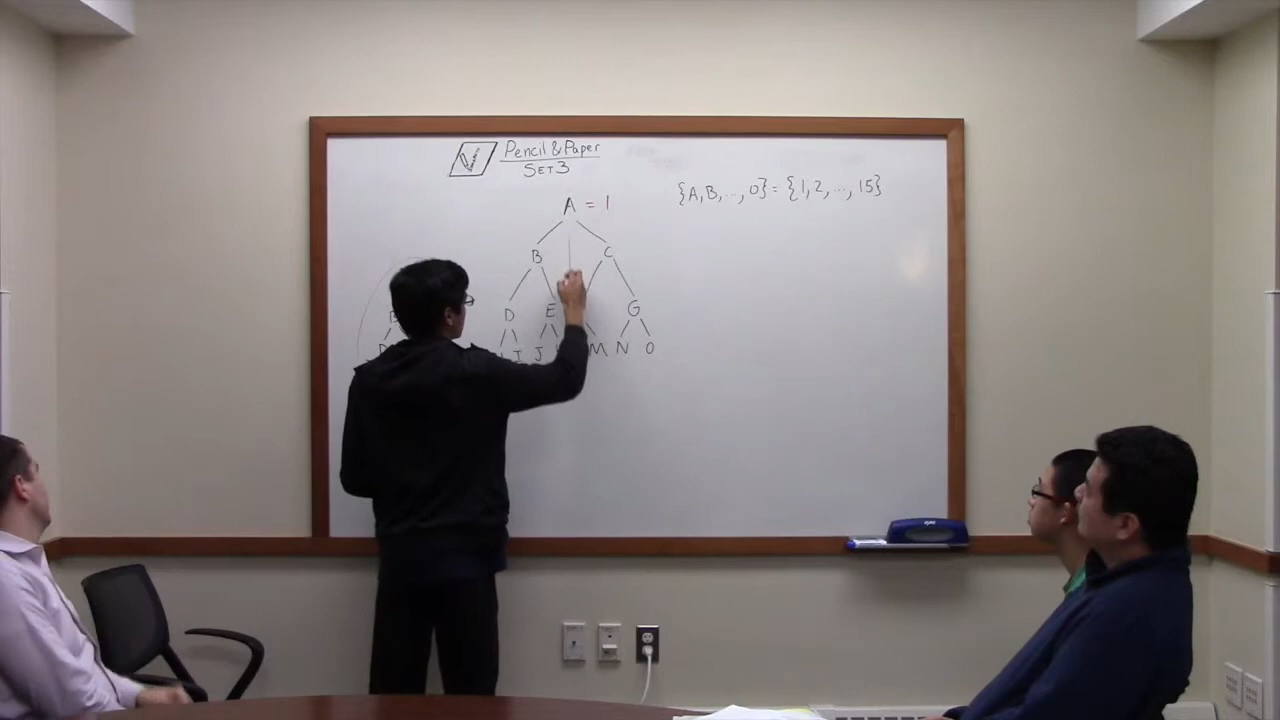 Pencil & Paper
SET 3
A = 1
{A, B, ..., O} = {1, 2, ..., 15}
B C
D E G
I J M N O